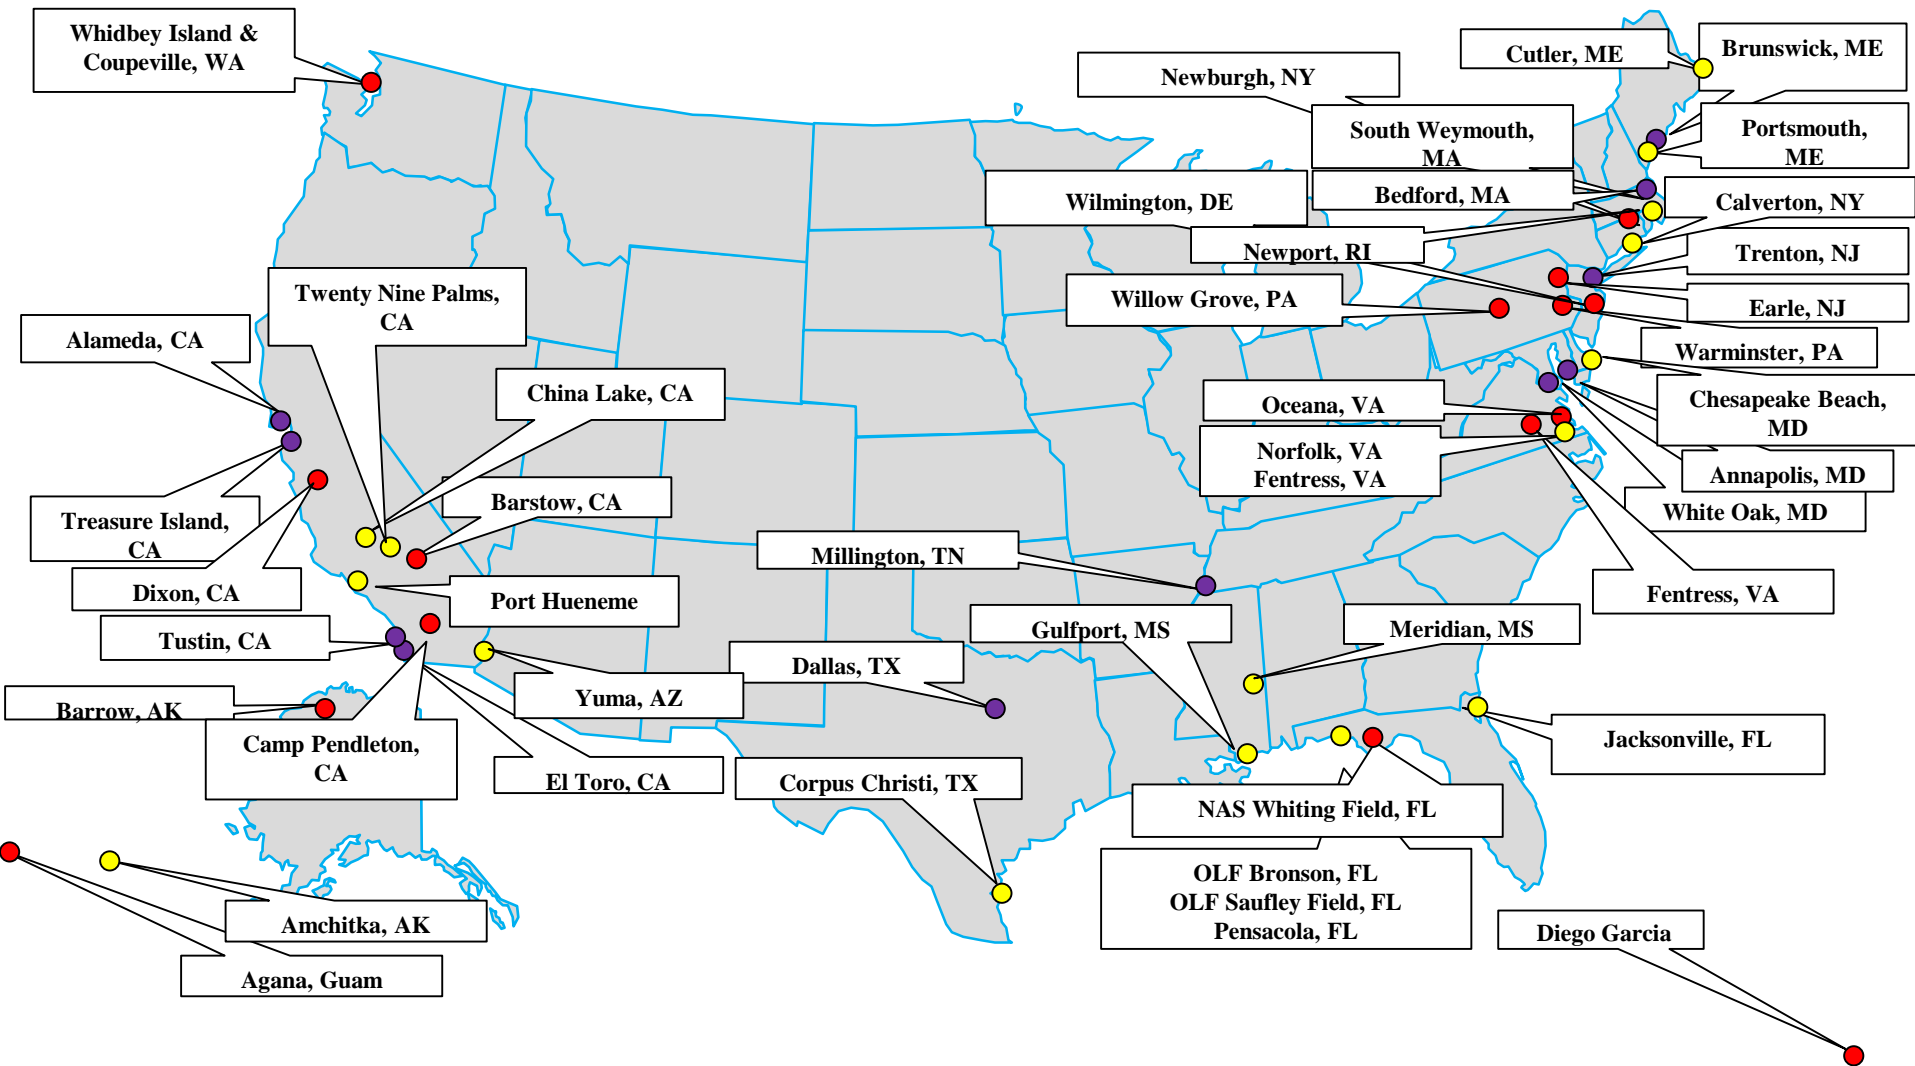 Whidbey Island &
Coupeville, WA
Cutler, ME
Brunswick, ME
Newburgh, NY
South Weymouth,
MA
Portsmouth,
ME
Wilmington, DE
Bedford, MA
Calverton, NY
Newport, RI
Trenton, NJ
Twenty Nine Palms,
CA
Willow Grove, PA
Earle, NJ
Alameda, CA
Warminster, PA
China Lake, CA
Oceana, VA
Chesapeake Beach,
MD
Norfolk, VA
Fentress, VA
Annapolis, MD
Barstow, CA
White Oak, MD
Treasure Island,
CA
Millington, TN
Dixon, CA
Port Hueneme
Fentress, VA
Tustin, CA
Gulfport, MS
Meridian, MS
Dallas, TX
Yuma, AZ
Barrow, AK
Camp Pendleton,
CA
Jacksonville, FL
El Toro, CA
Corpus Christi, TX
NAS Whiting Field, FL
OLF Bronson, FL
OLF Saufley Field, FL
Pensacola, FL
Amchitka, AK
Diego Garcia
Agana, Guam